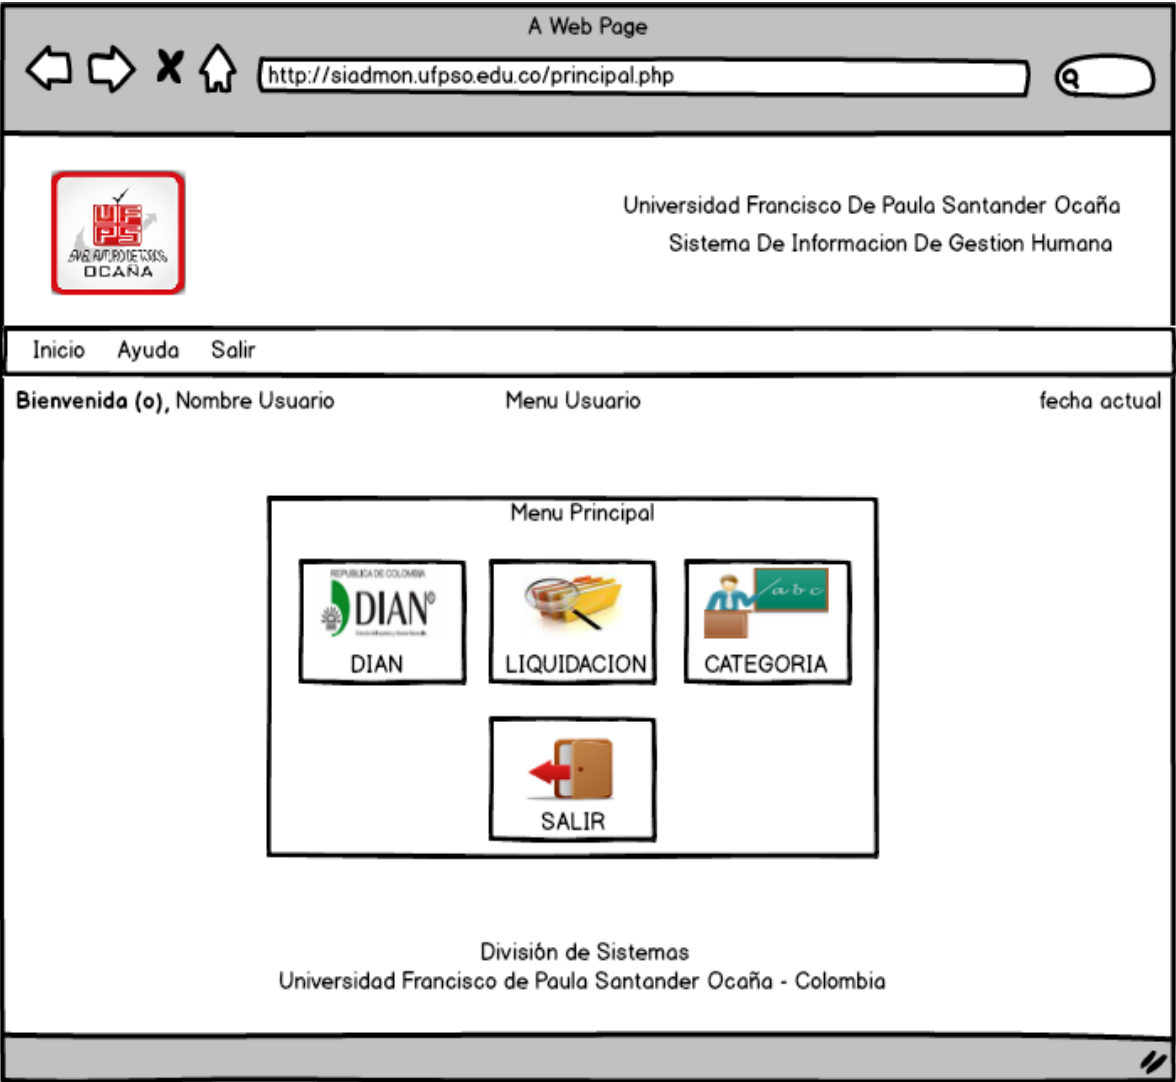 A Web Page
http://siadmon.ufpso.edu.co/principal.php
UF
PS
OCAÑA
Universidad Francisco De Paula Santander Ocaña
Sistema De Informacion De Gestion Humana
Inicio Ayuda Salir
Bienvenida (o), Nombre Usuario Menu Usuario fecha actual
Menu Principal
REPUBLICA DE COLOMBIA
DIAN
abc
DIAN LIQUIDACION CATEGORIA
SALIR
División de Sistemas
Universidad Francisco de Paula Santander Ocaña - Colombia